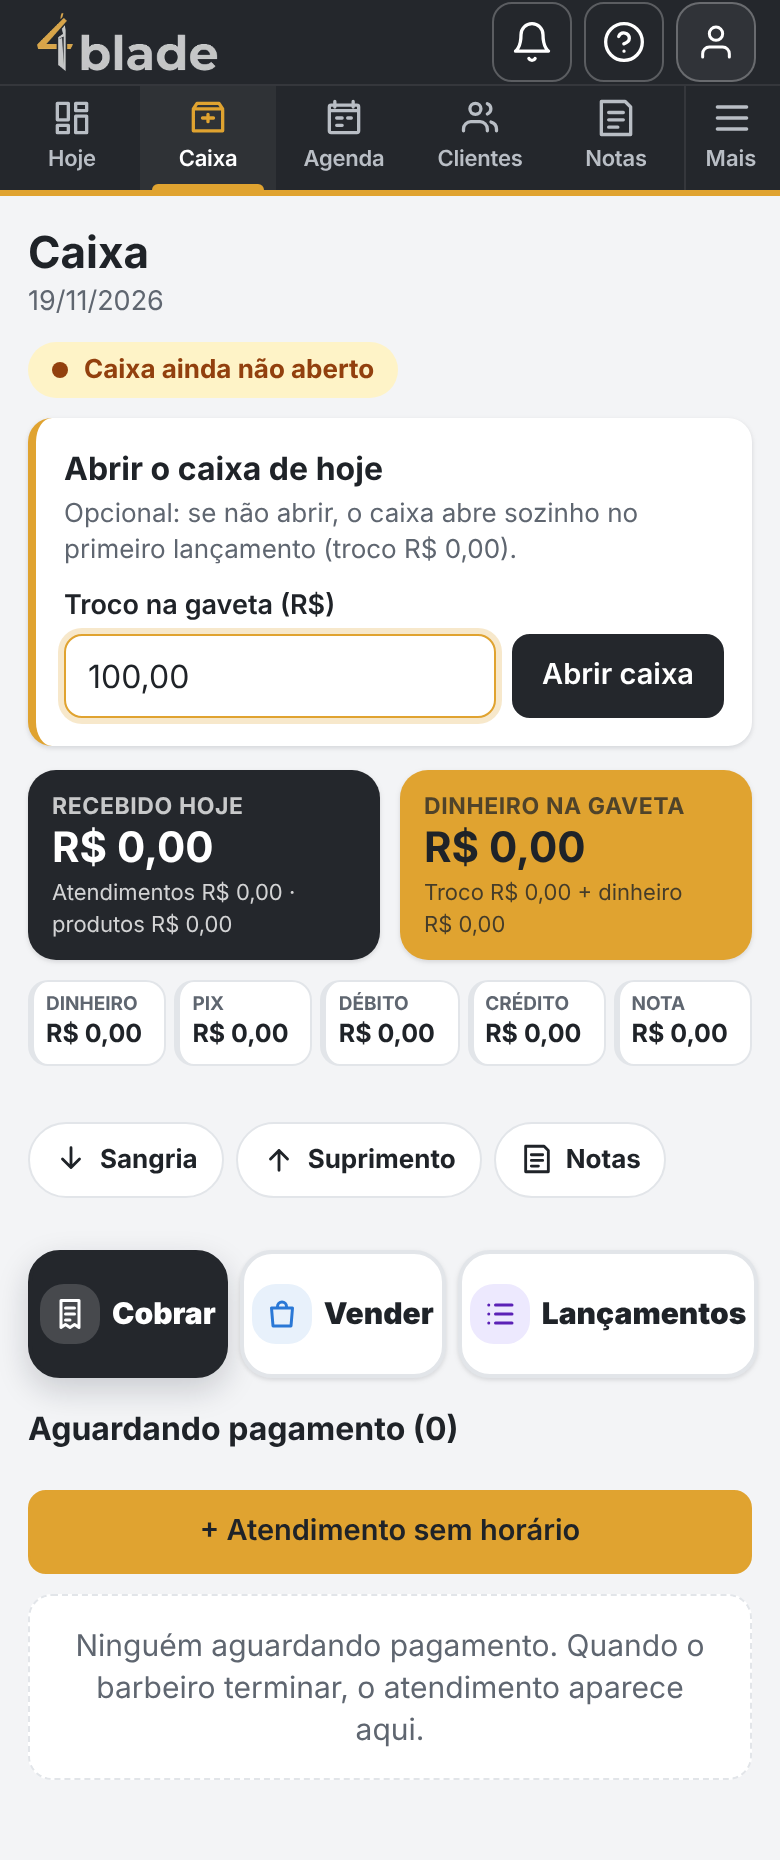 4blade
Hoje
Caixa
Agenda
Clientes
Notas
Mais
Caixa
19/11/2026
Caixa ainda não aberto
Abrir o caixa de hoje
Opcional: se não abrir, o caixa abre sozinho no
primeiro lançamento (troco R$ 0,00).
Troco na gaveta (R$)
100,00
Abrir caixa
RECEBIDO HOJE
R$ 0,00
Atendimentos R$ 0,00 ·
produtos R$ 0,00
DINHEIRO NA GAVETA
R$ 0,00
Troco R$ 0,00 + dinheiro
R$ 0,00
DINHEIRO
R$ 0,00
PIX
R$ 0,00
DÉBITO
R$ 0,00
CRÉDITO
R$ 0,00
NOTA
R$ 0,00
Sangria
Suprimento
Notas
Cobrar
Vender
Lançamentos
Aguardando pagamento (0)
+ Atendimento sem horário
Ninguém aguardando pagamento. Quando o
barbeiro terminar, o atendimento aparece
aqui.